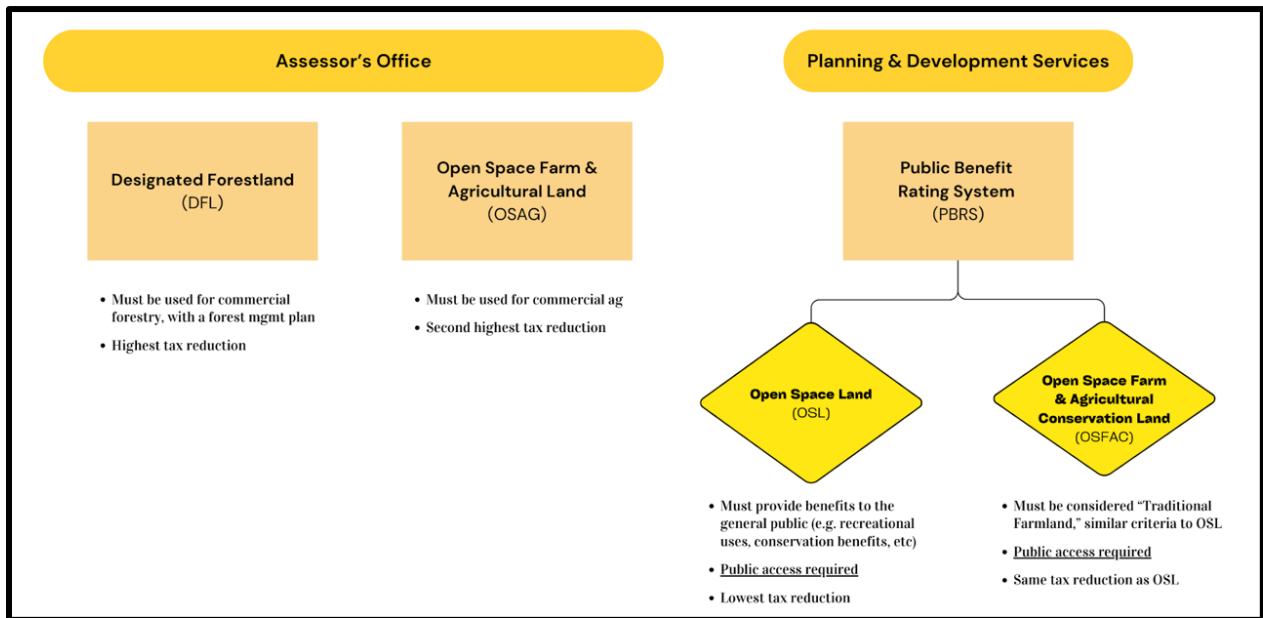 Assessor's Office
Planning & Development Services
Designated Forestland
(DFL)
Open Space Farm &
Agricultural Land
(OSAG)
Public Benefit
Rating System
(PBRS)
• Must be used for commercial
forestry, with a forest mgmt plan
• Highest tax reduction
• Must be used for commercial ag
• Second highest tax reduction
Open Space Land
(OSL)
Open Space Farm
& Agricultural
Conservation Land
(OSFAC)
• Must provide benefits to the
general public (e.g. recreational
uses, conservation benefits, etc)
• Public access required
• Lowest tax reduction
• Must be considered “Traditional
Farmland,” similar criteria to OSL
• Public access required
• Same tax reduction as OSL